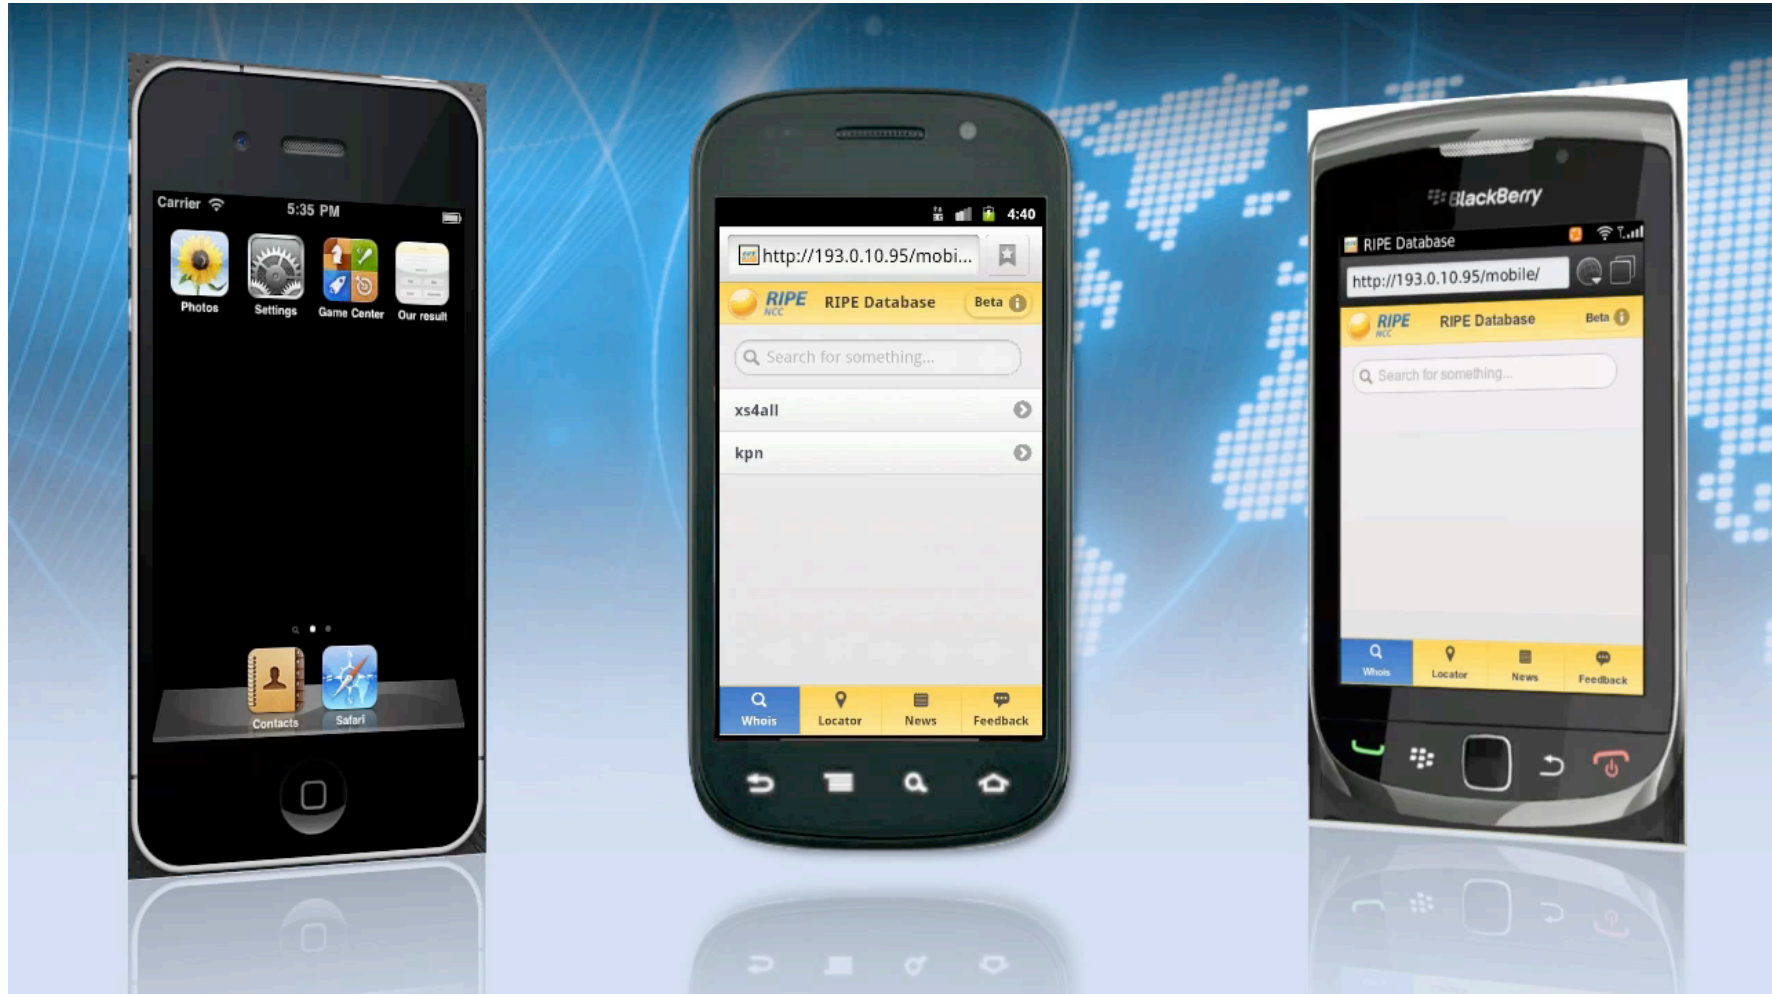 Carrier
5:35 PM
Photos
Settings
Game Center
Our result
Contacts
Safari
3G
4:40
http://193.0.10.95/mobi...
RIPE
NCC
RIPE Database
Beta
Search for something...
xs4all
kpn
Whois
Locator
News
Feedback
BlackBerry
RIPE Database
http://193.0.10.95/mobile/
RIPE
NCC
RIPE Database
Beta
Search for something...
Whois
Locator
News
Feedback